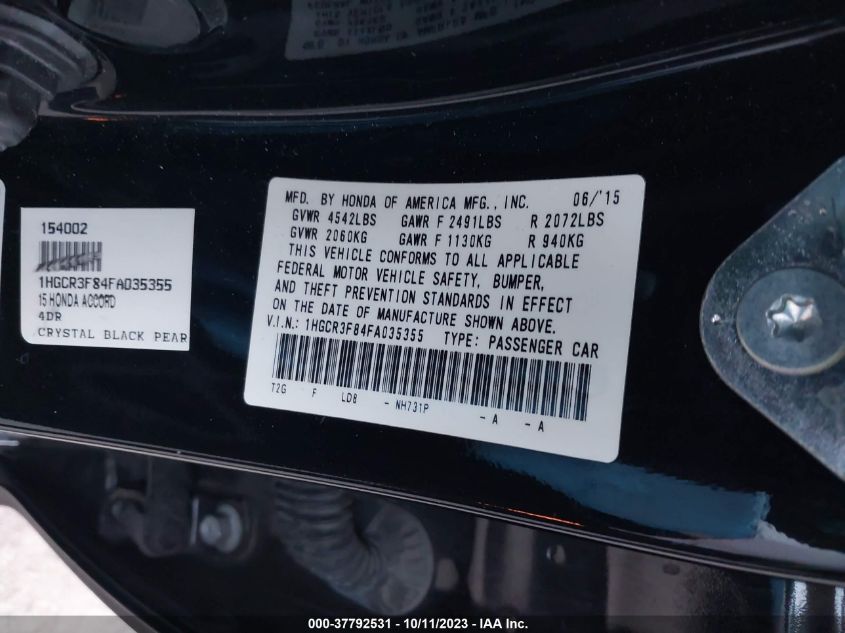 154002
1HGCR3F84FA035355
15 HONDA ACCORD
4DR
CRYSTAL BLACK PEAR
MFD. BY HONDA OF AMERICA MFG., INC. 06/'15
GVWR 4542LBS GAWR F 2491LBS R 2072LBS
GVWR 2060KG GAWR F 1130KG R 940KG
THIS VEHICLE CONFORMS TO ALL APPLICABLE
FEDERAL MOTOR VEHICLE SAFETY, BUMPER,
AND THEFT PREVENTION STANDARDS IN EFFECT
ON THE DATE OF MANUFACTURE SHOWN ABOVE.
V.I.N.: 1HGCR3F84FA035355 TYPE: PASSENGER CAR
T2G F LDB - NH731P - A - A
000-37792531 - 10/11/2023 - IAAI.com.